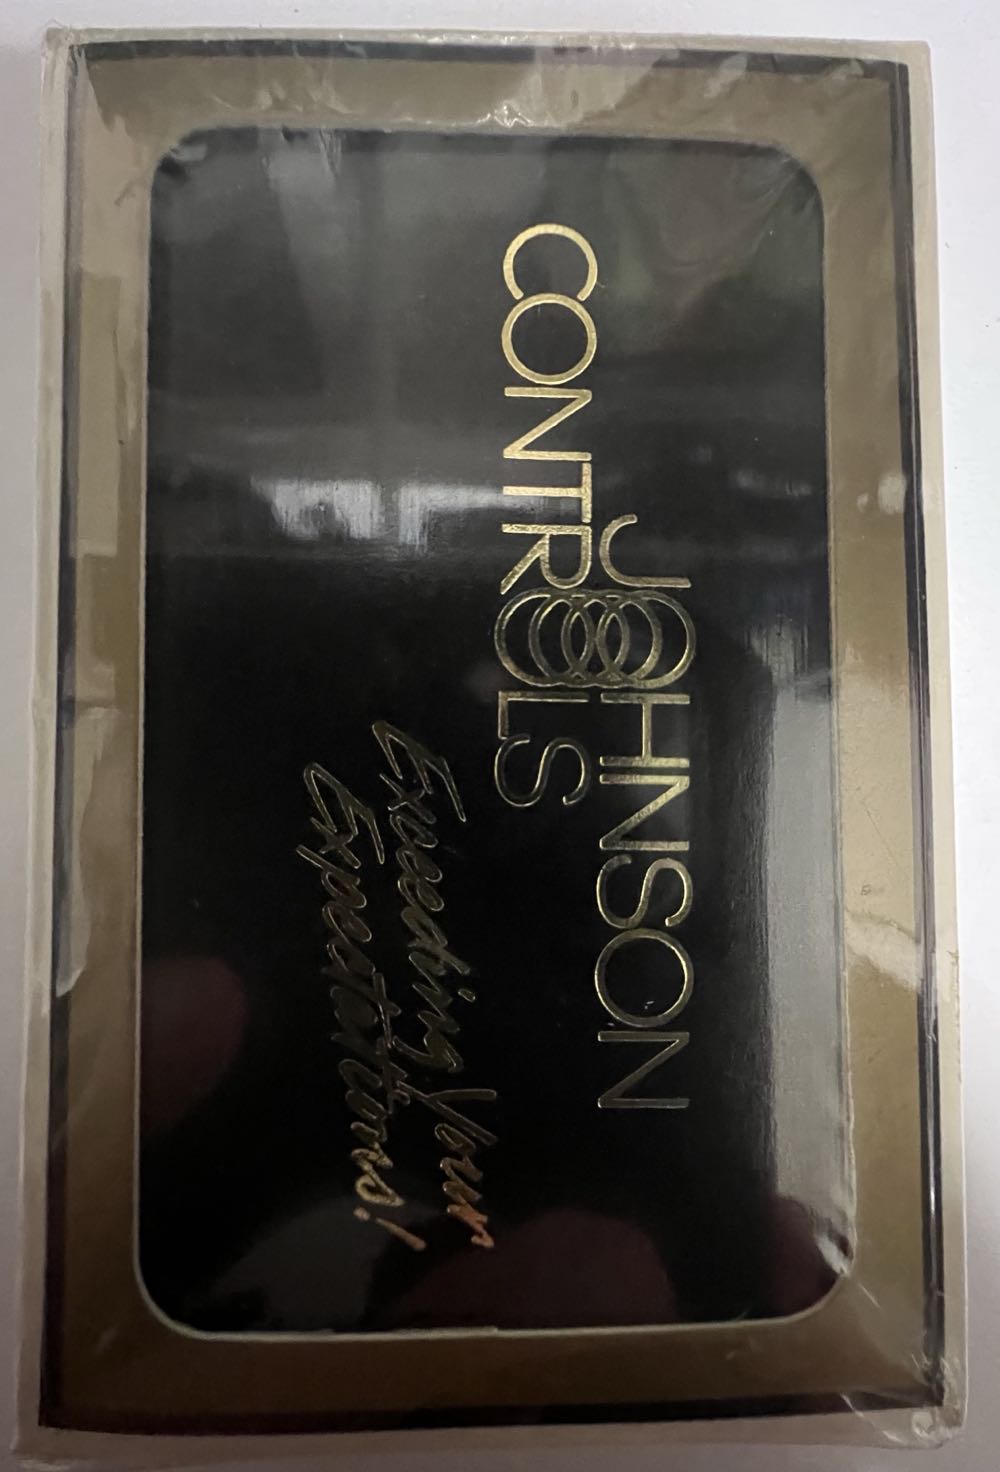 JOHNSON
CONTROLS
Exceeding Your
Expectations!